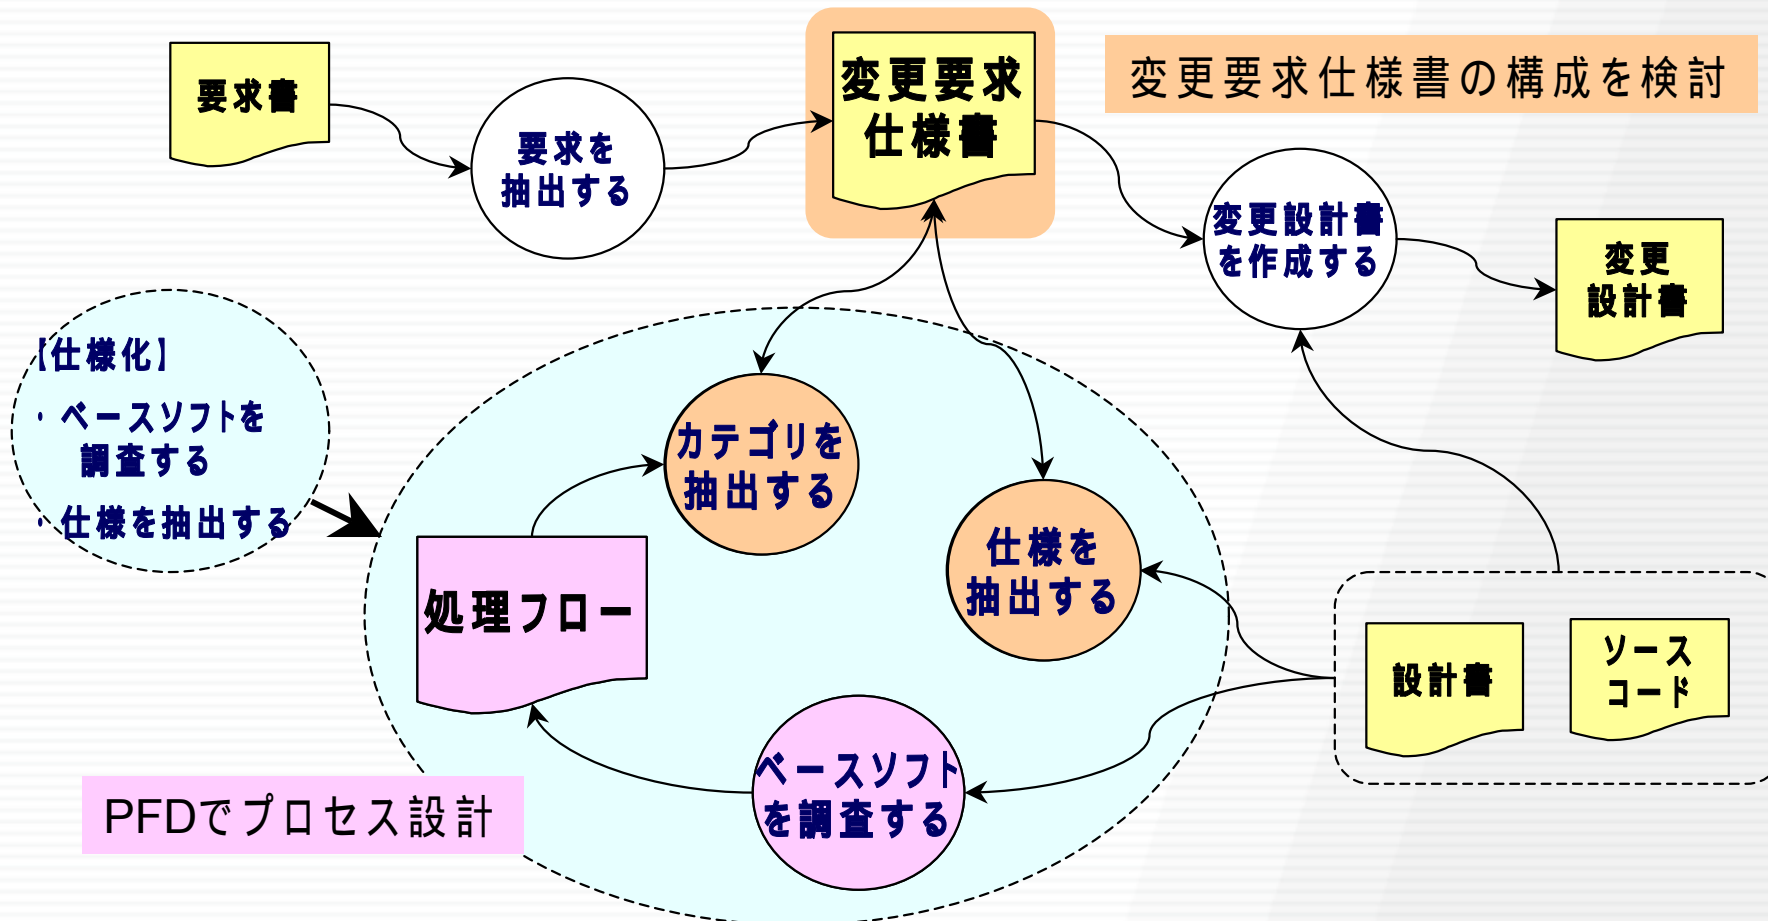 要求書
要求を
抽出する
変更要求
仕様書
変更要求仕様書の構成を検討
変更設計書
を作成する
変更
設計書
【仕様化】
・ベースソフトを
調査する
・仕様を抽出する
カテゴリを
抽出する
仕様を
抽出する
処理フロー
設計書
ソース
コード
ベースソフト
を調査する
PFDでプロセス設計